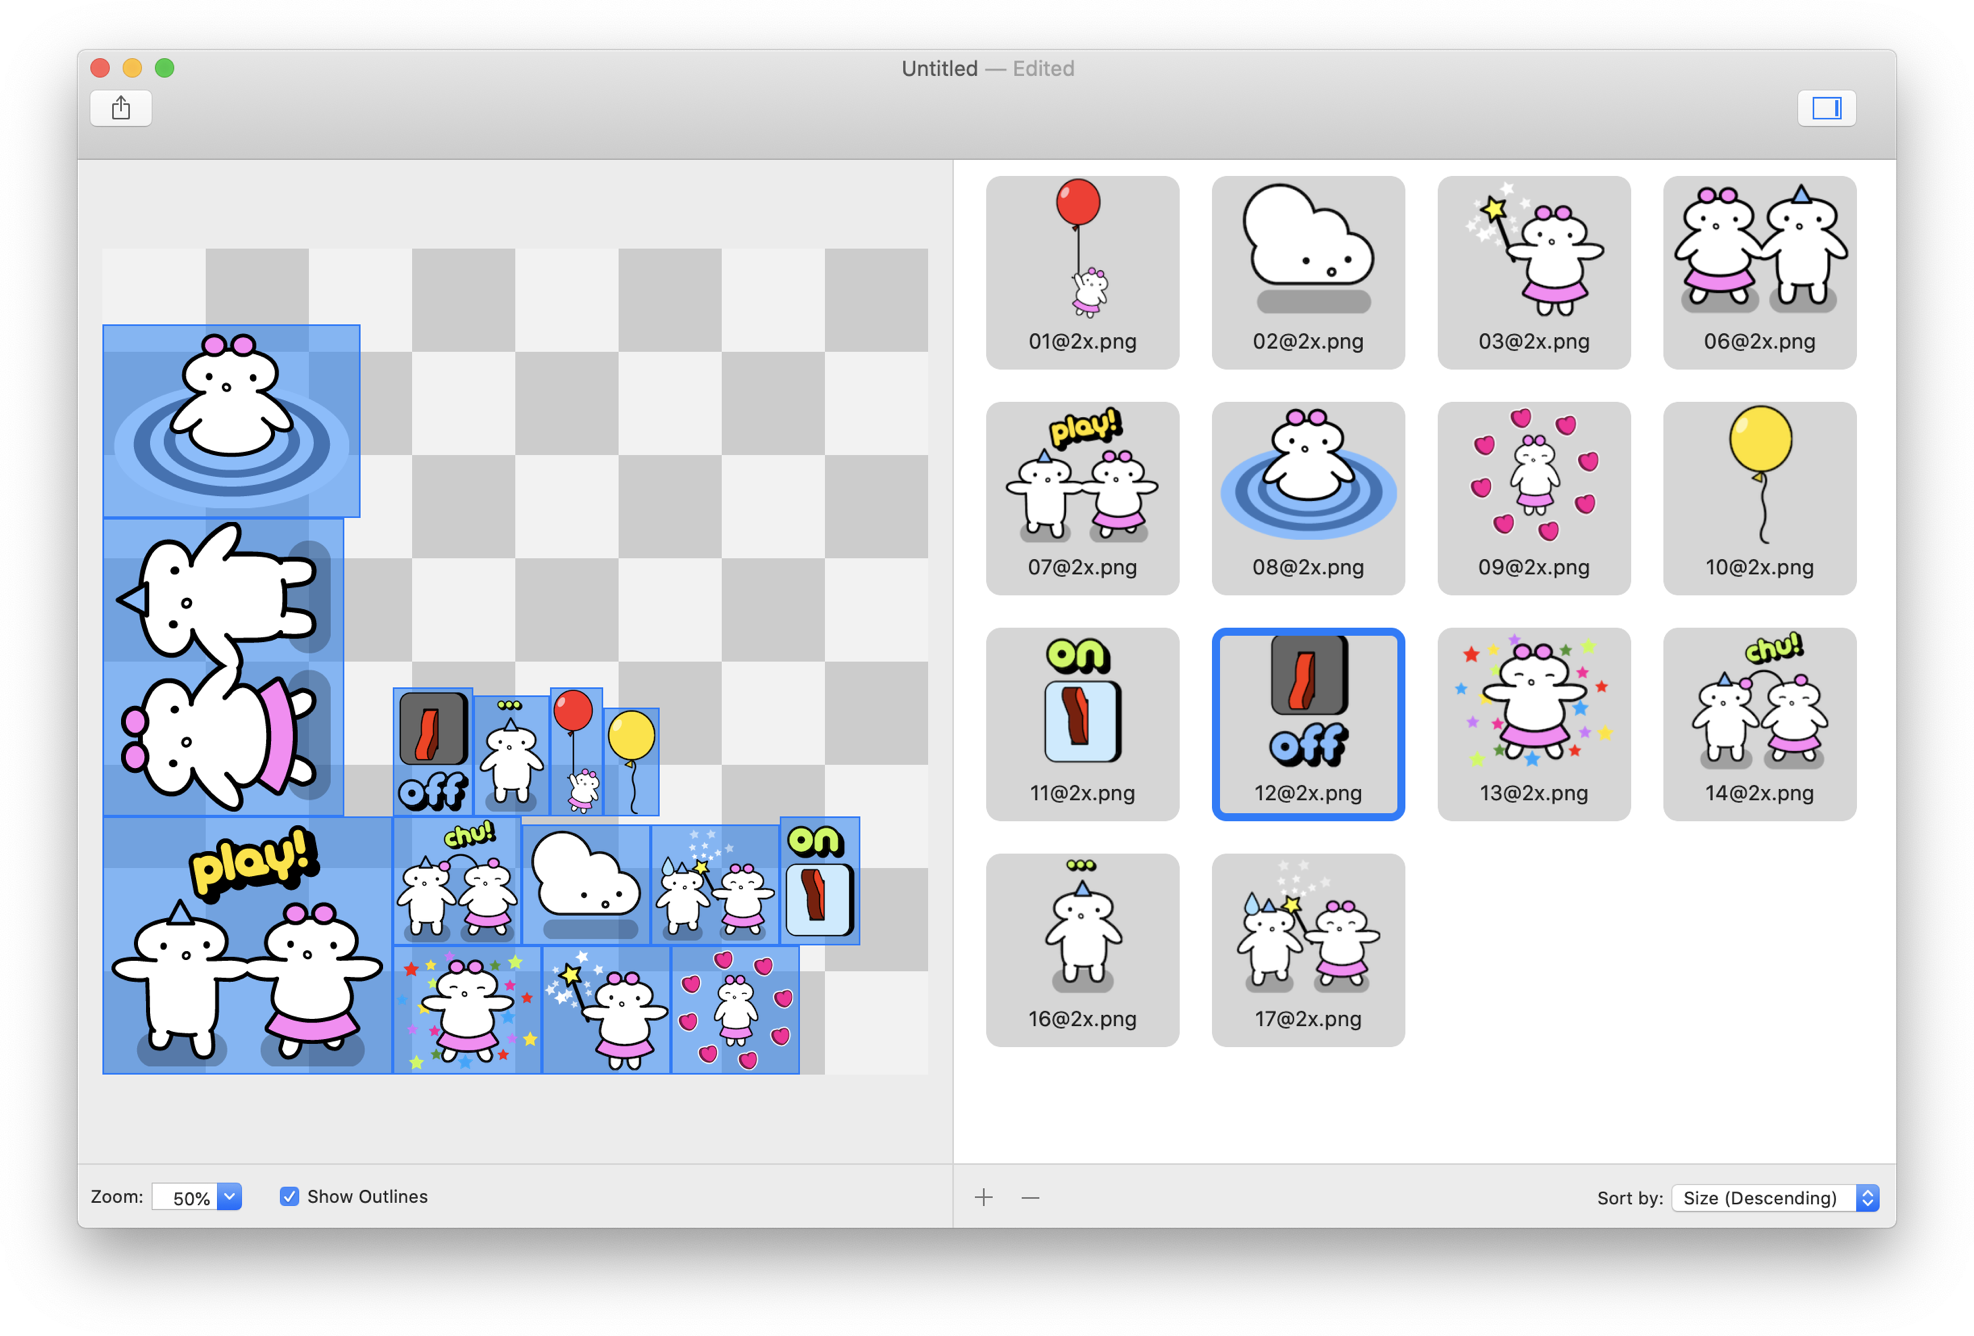 Untitled — Edited
play!
off
chu!
on
01@2x.png
02@2x.png
03@2x.png
06@2x.png
play!
07@2x.png
08@2x.png
09@2x.png
10@2x.png
on
11@2x.png
off
12@2x.png
13@2x.png
chu!
14@2x.png
16@2x.png
17@2x.png
Zoom: 50%
Show Outlines
Sort by: Size (Descending)